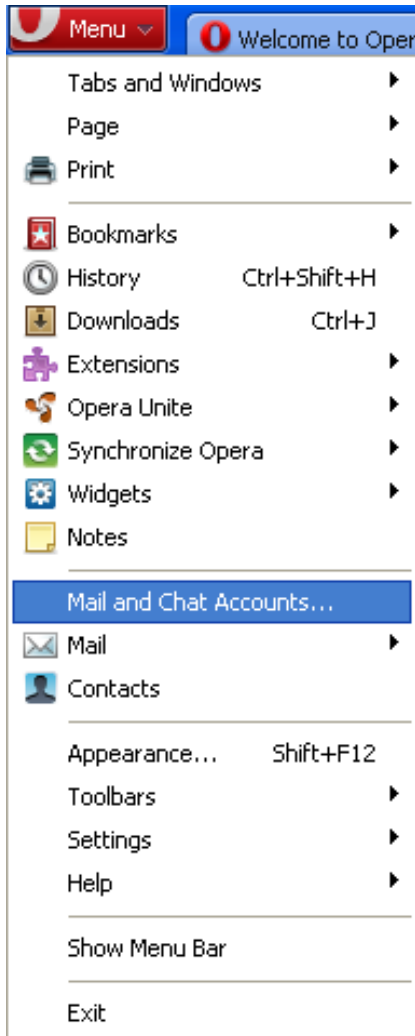 Menu Welcome to Oper
Tabs and Windows
Page
Print
Bookmarks
History Ctrl+Shift+H
Downloads Ctrl+J
Extensions
Opera Unite
Synchronize Opera
Widgets
Notes
Mail and Chat Accounts...
Mail
Contacts
Appearance... Shift+F12
Toolbars
Settings
Help
Show Menu Bar
Exit